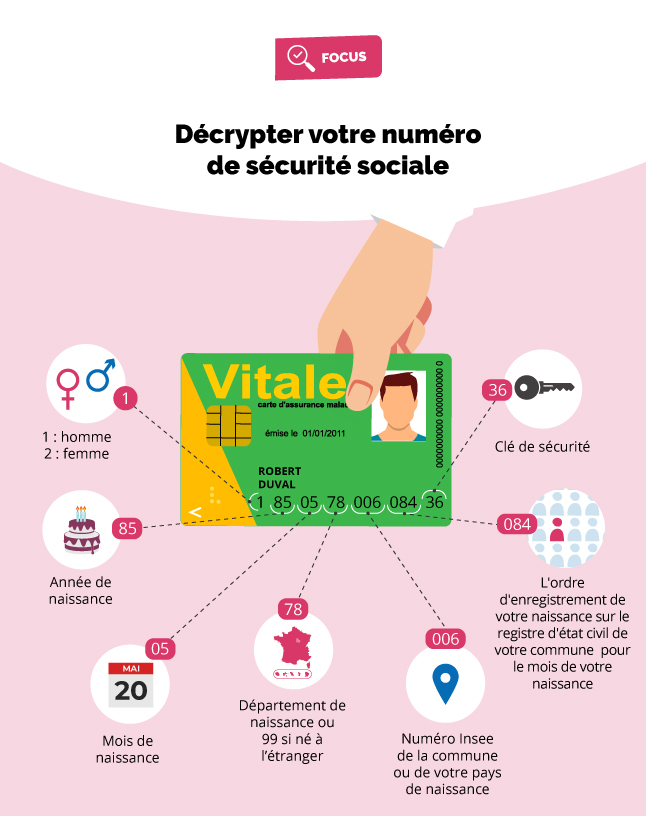 FOCUS
Décrypter votre numéro
de sécurité sociale
Vitale
carte d'assurance malad
émise le 01/01/2011
0000000000 0000000000 0
ROBERT
DUVAL
1 85 05 78 006 084 36
<
1
1 : homme
2 : femme
36
Clé de sécurité
85
Année de
naissance
084
L'ordre
d'enregistrement de
votre naissance sur le
registre d'état civil de
votre commune pour
le mois de votre
naissance
05
MAI
20
Mois de
naissance
78
Département de
naissance ou
99 si né à
l'étranger
006
Numéro Insee
de la commune
ou de votre pays
de naissance